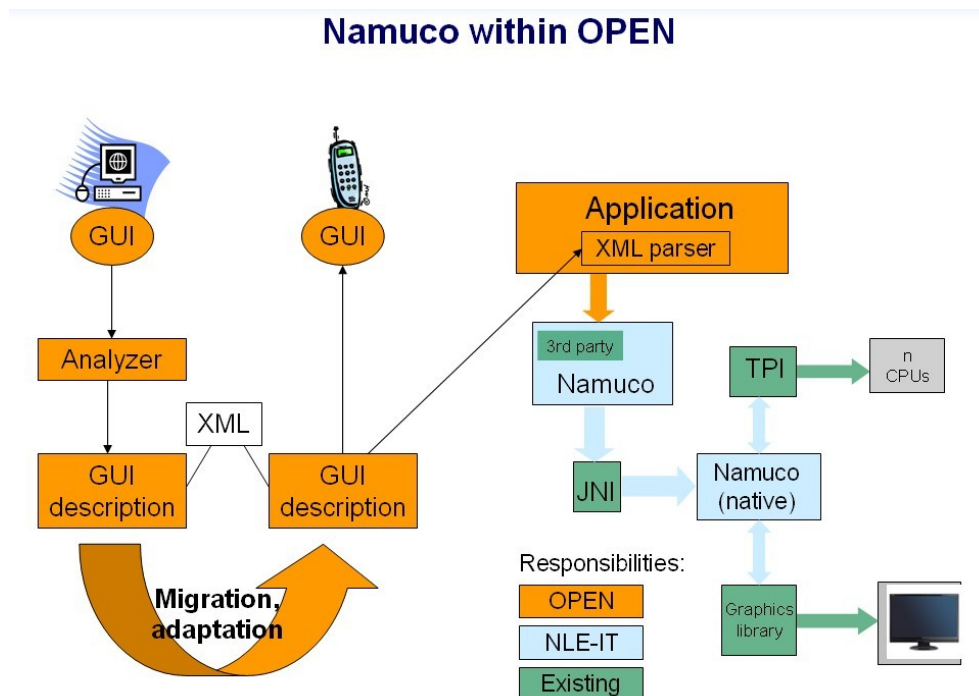 Namuco within OPEN
GUI
GUI
Application
XML parser
Analyzer
3rd party
Namuco
TPI
n
CPUs
XML
GUI
description
GUI
description
JNI
Namuco
(native)
Migration,
adaptation
Responsibilities:
OPEN
NLE-IT
Existing
Graphics
library